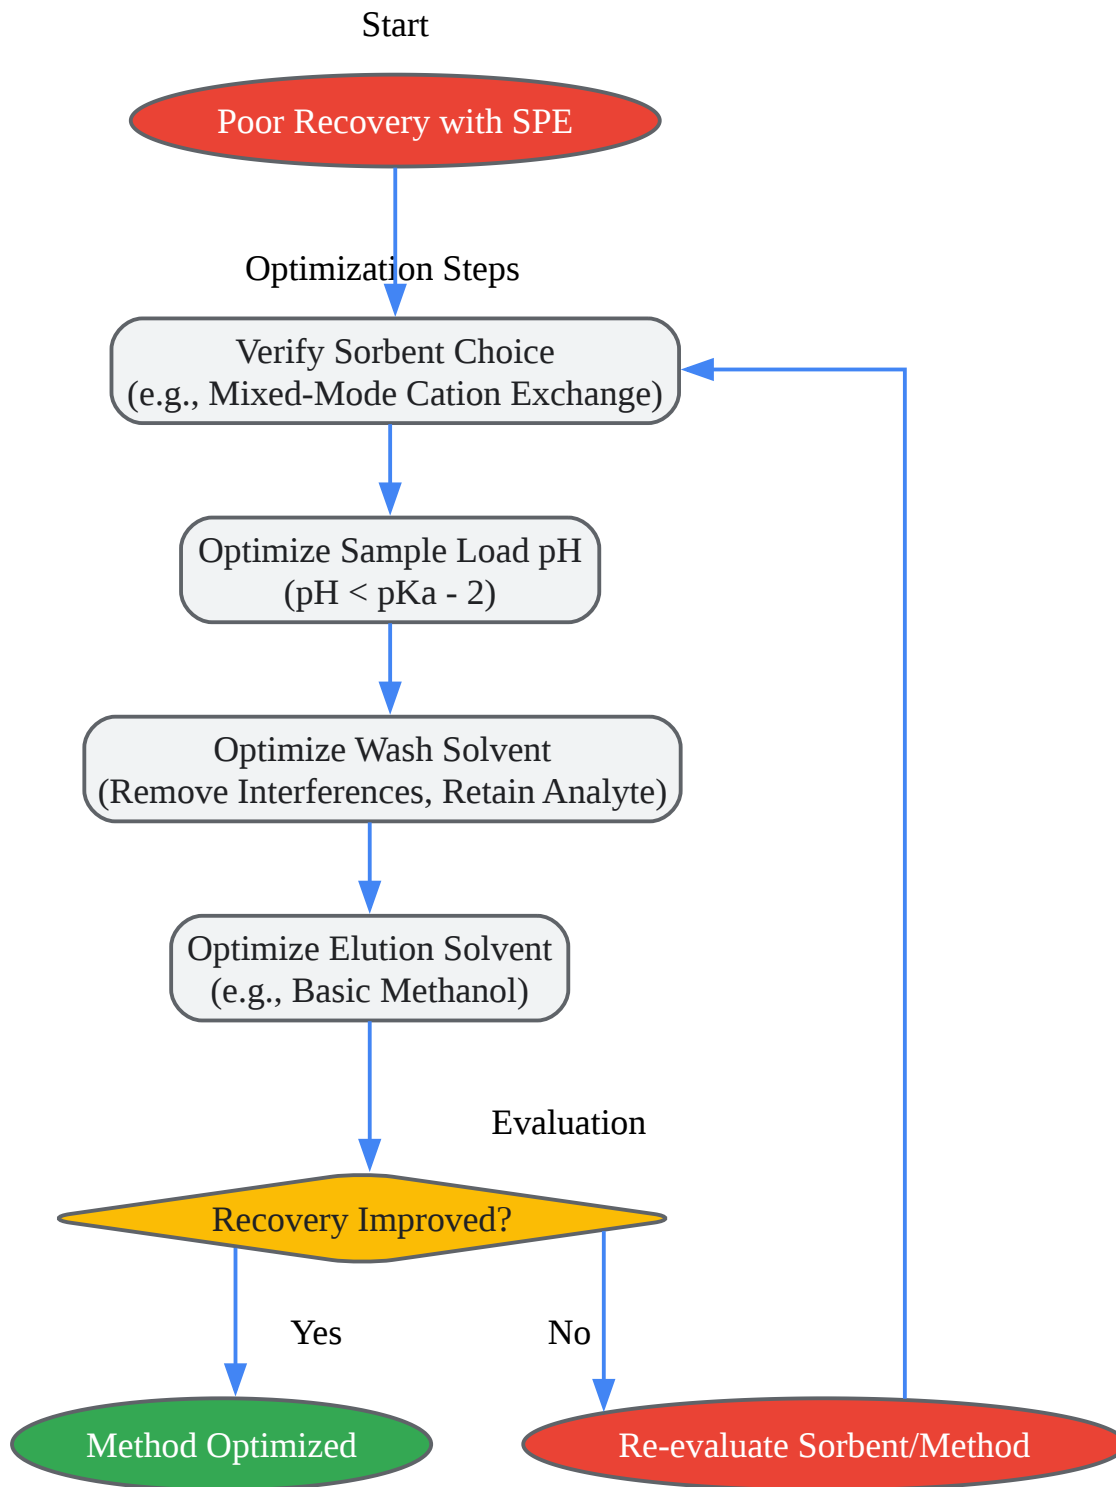 Start
Poor Recovery with SPE
Optimization Steps
Verify Sorbent Choice
(e.g., Mixed-Mode Cation Exchange)
Optimize Sample Load pH
(pH < pKa - 2)
Optimize Wash Solvent
(Remove Interferences, Retain Analyte)
Optimize Elution Solvent
(e.g., Basic Methanol)
Evaluation
Recovery Improved?
Yes
No
Method Optimized
Re-evaluate Sorbent/Method